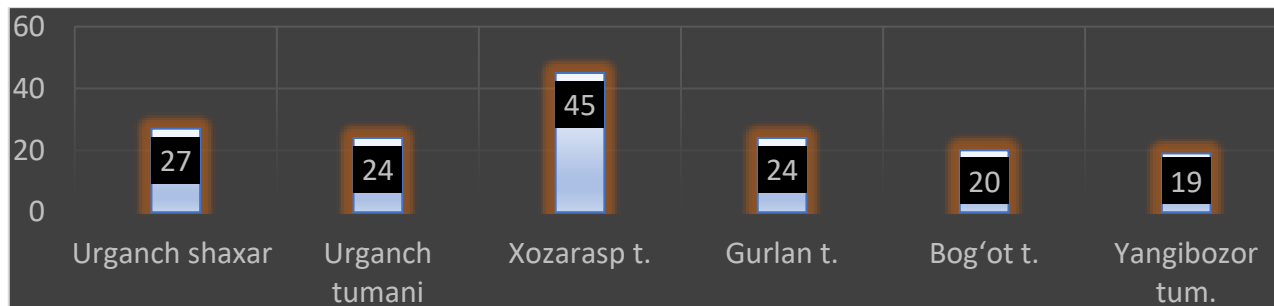 60
40
20
0
27
24
45
24
20
19
Urganch shaxar
Urganch
tumani
Xozarasp t.
Gurlan t.
Bog‘ot t.
Yangibozor
tum.